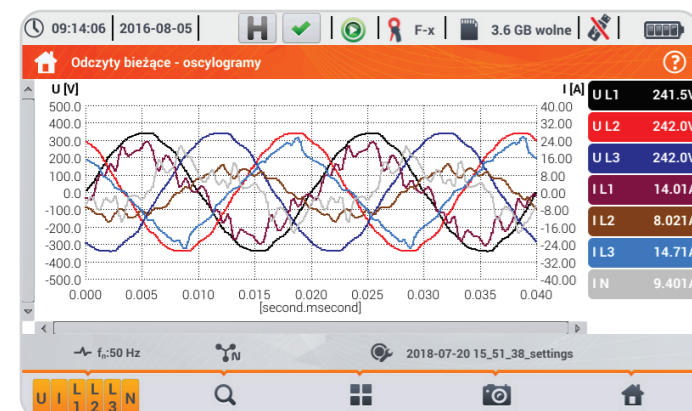 09:14:06 2016-08-05 H F-x 3.6 GB wolne
Odczyty bieżące - oscylogramy ?
U [V] I [A]
500.0 40.00
400.0 32.00
300.0 24.00
200.0 16.00
100.0 8.00
0.0 0.00
-100.0 -8.00
-200.0 -16.00
-300.0 -24.00
-400.0 -32.00
-500.0 -40.00
0.000 0.005 0.010 0.015 0.020 0.025 0.030 0.035 0.040
[second.msecond]
U L1 241.5V
U L2 242.0V
U L3 242.0V
I L1 14.01A
I L2 8.021A
I L3 14.71A
I N 9.401A
fn:50 Hz N 2018-07-20 15_51_38_settings
U I L1 L2 L3 N